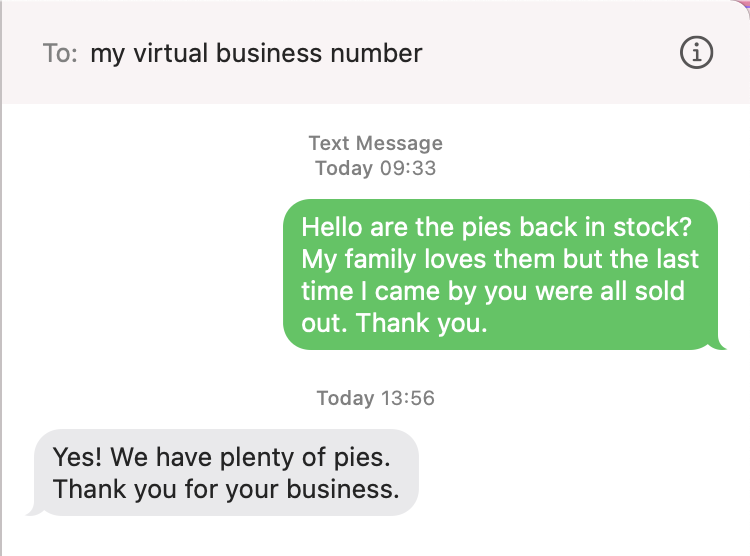 To: my virtual business number
Text Message
Today 09:33
Hello are the pies back in stock?
My family loves them but the last
time I came by you were all sold
out. Thank you.
Today 13:56
Yes! We have plenty of pies.
Thank you for your business.